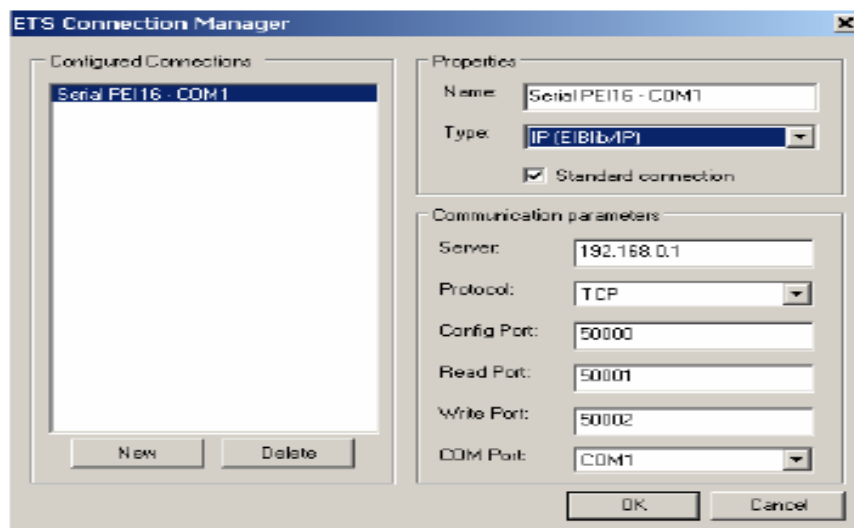 ETS Connection Manager
Configured Connections
Serial PEI16 - COM1
New
Delete
Properties
Name:
Serial PEI16 - COM1
Type:
IP (EIBlib/IP)
Standard connection
Communication parameters
Server:
192.168.0.1
Protocol:
TCP
Config Port:
50000
Read Port:
50001
Write Port:
50002
COM Port:
COM1
OK
Cancel